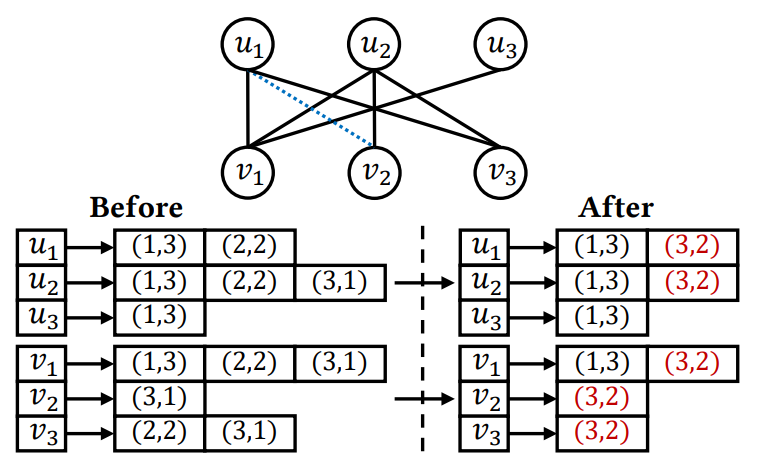 u₁ u₂ u₃
v₁ v₂ v₃
Before After
u₁ (1,3) (2,2) u₁ (1,3) (3,2)
u₂ (1,3) (2,2) (3,1) u₂ (1,3) (3,2)
u₃ (1,3) u₃ (1,3)
v₁ (1,3) (2,2) (3,1) v₁ (1,3) (3,2)
v₂ (3,1) v₂ (3,2)
v₃ (2,2) (3,1) v₃ (3,2)